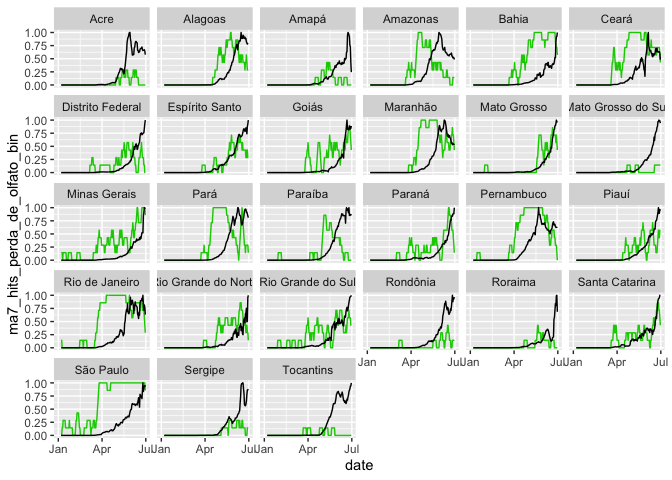 Acre Alagoas Amapá Amazonas Bahia Ceará
1.00
0.75
0.50
0.25
0.00
Distrito Federal Espírito Santo Goiás Maranhão Mato Grosso Mato Grosso do Su
1.00
0.75
0.50
0.25
0.00
Minas Gerais Pará Paraíba Paraná Pernambuco Piauí
1.00
0.75
0.50
0.25
0.00
Rio de Janeiro Rio Grande do Nort Rio Grande do Sul Rondônia Roraima Santa Catarina
1.00
0.75
0.50
0.25
0.00
Jan Apr Jul Jan Apr Jul Jan Apr Jul
São Paulo Sergipe Tocantins
1.00
0.75
0.50
0.25
0.00
Jan Apr Jul Jan Apr Jul Jan Apr Jul
date
ma7_hits_perda_de_olfato_bin